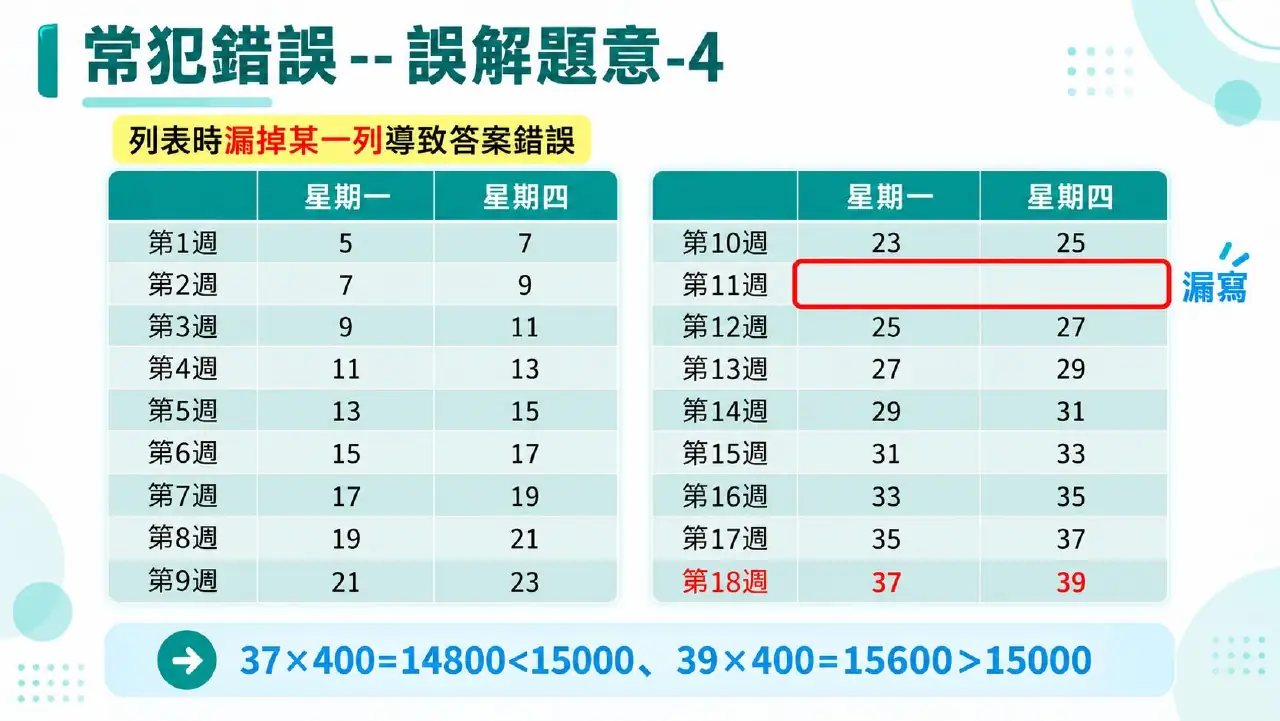 常犯錯誤--誤解題意-4
列表時漏掉某一列導致答案錯誤
星期一 星期四
第1週 5 7
第2週 7 9
第3週 9 11
第4週 11 13
第5週 13 15
第6週 15 17
第7週 17 19
第8週 19 21
第9週 21 23
星期一 星期四
第10週 23 25
第11週
漏寫
第12週 25 27
第13週 27 29
第14週 29 31
第15週 31 33
第16週 33 35
第17週 35 37
第18週 37 39
37×400=14800<15000、39×400=15600>15000